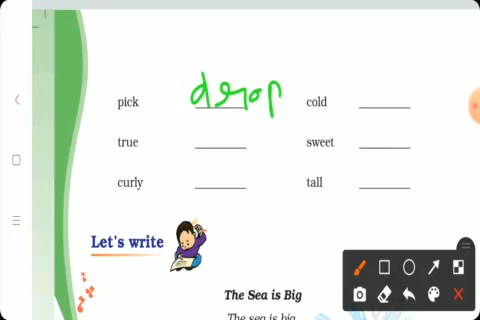 pick drop cold
true sweet
curly tall
Let's write
The Sea is Big
The sea is big